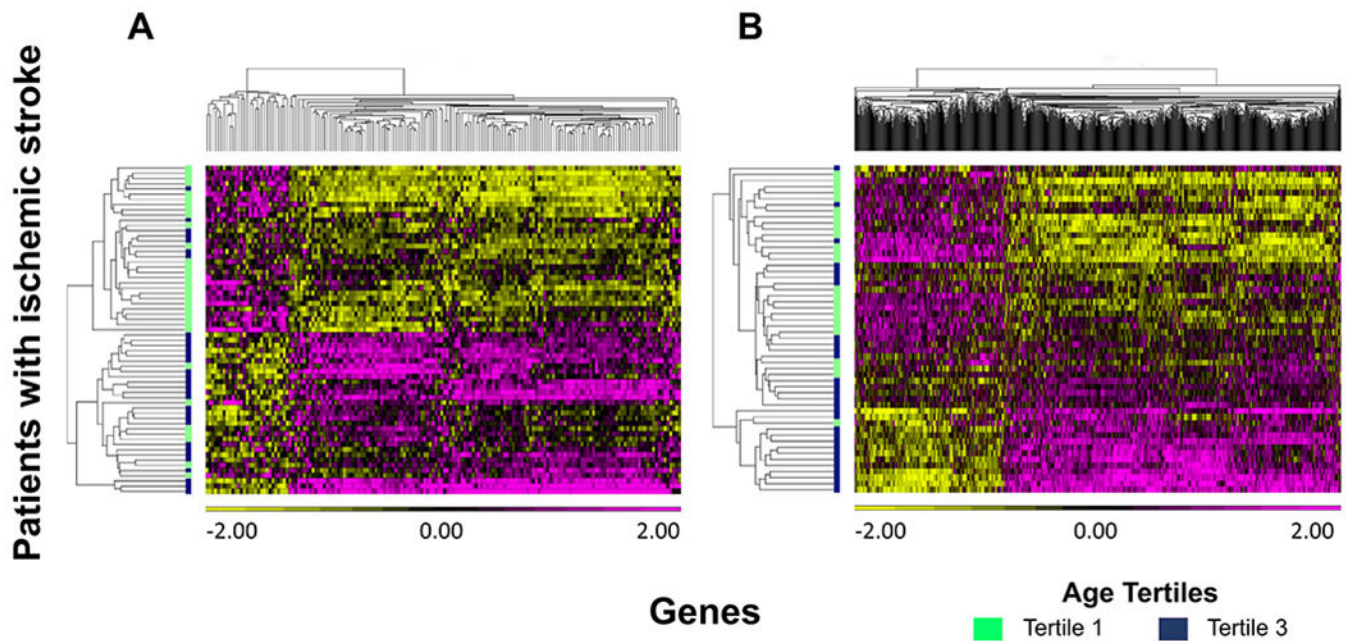 A
B
Patients with ischemic stroke
-2.00 0.00 2.00
-2.00 0.00 2.00
Genes
Age Tertiles
Tertile 1 Tertile 3